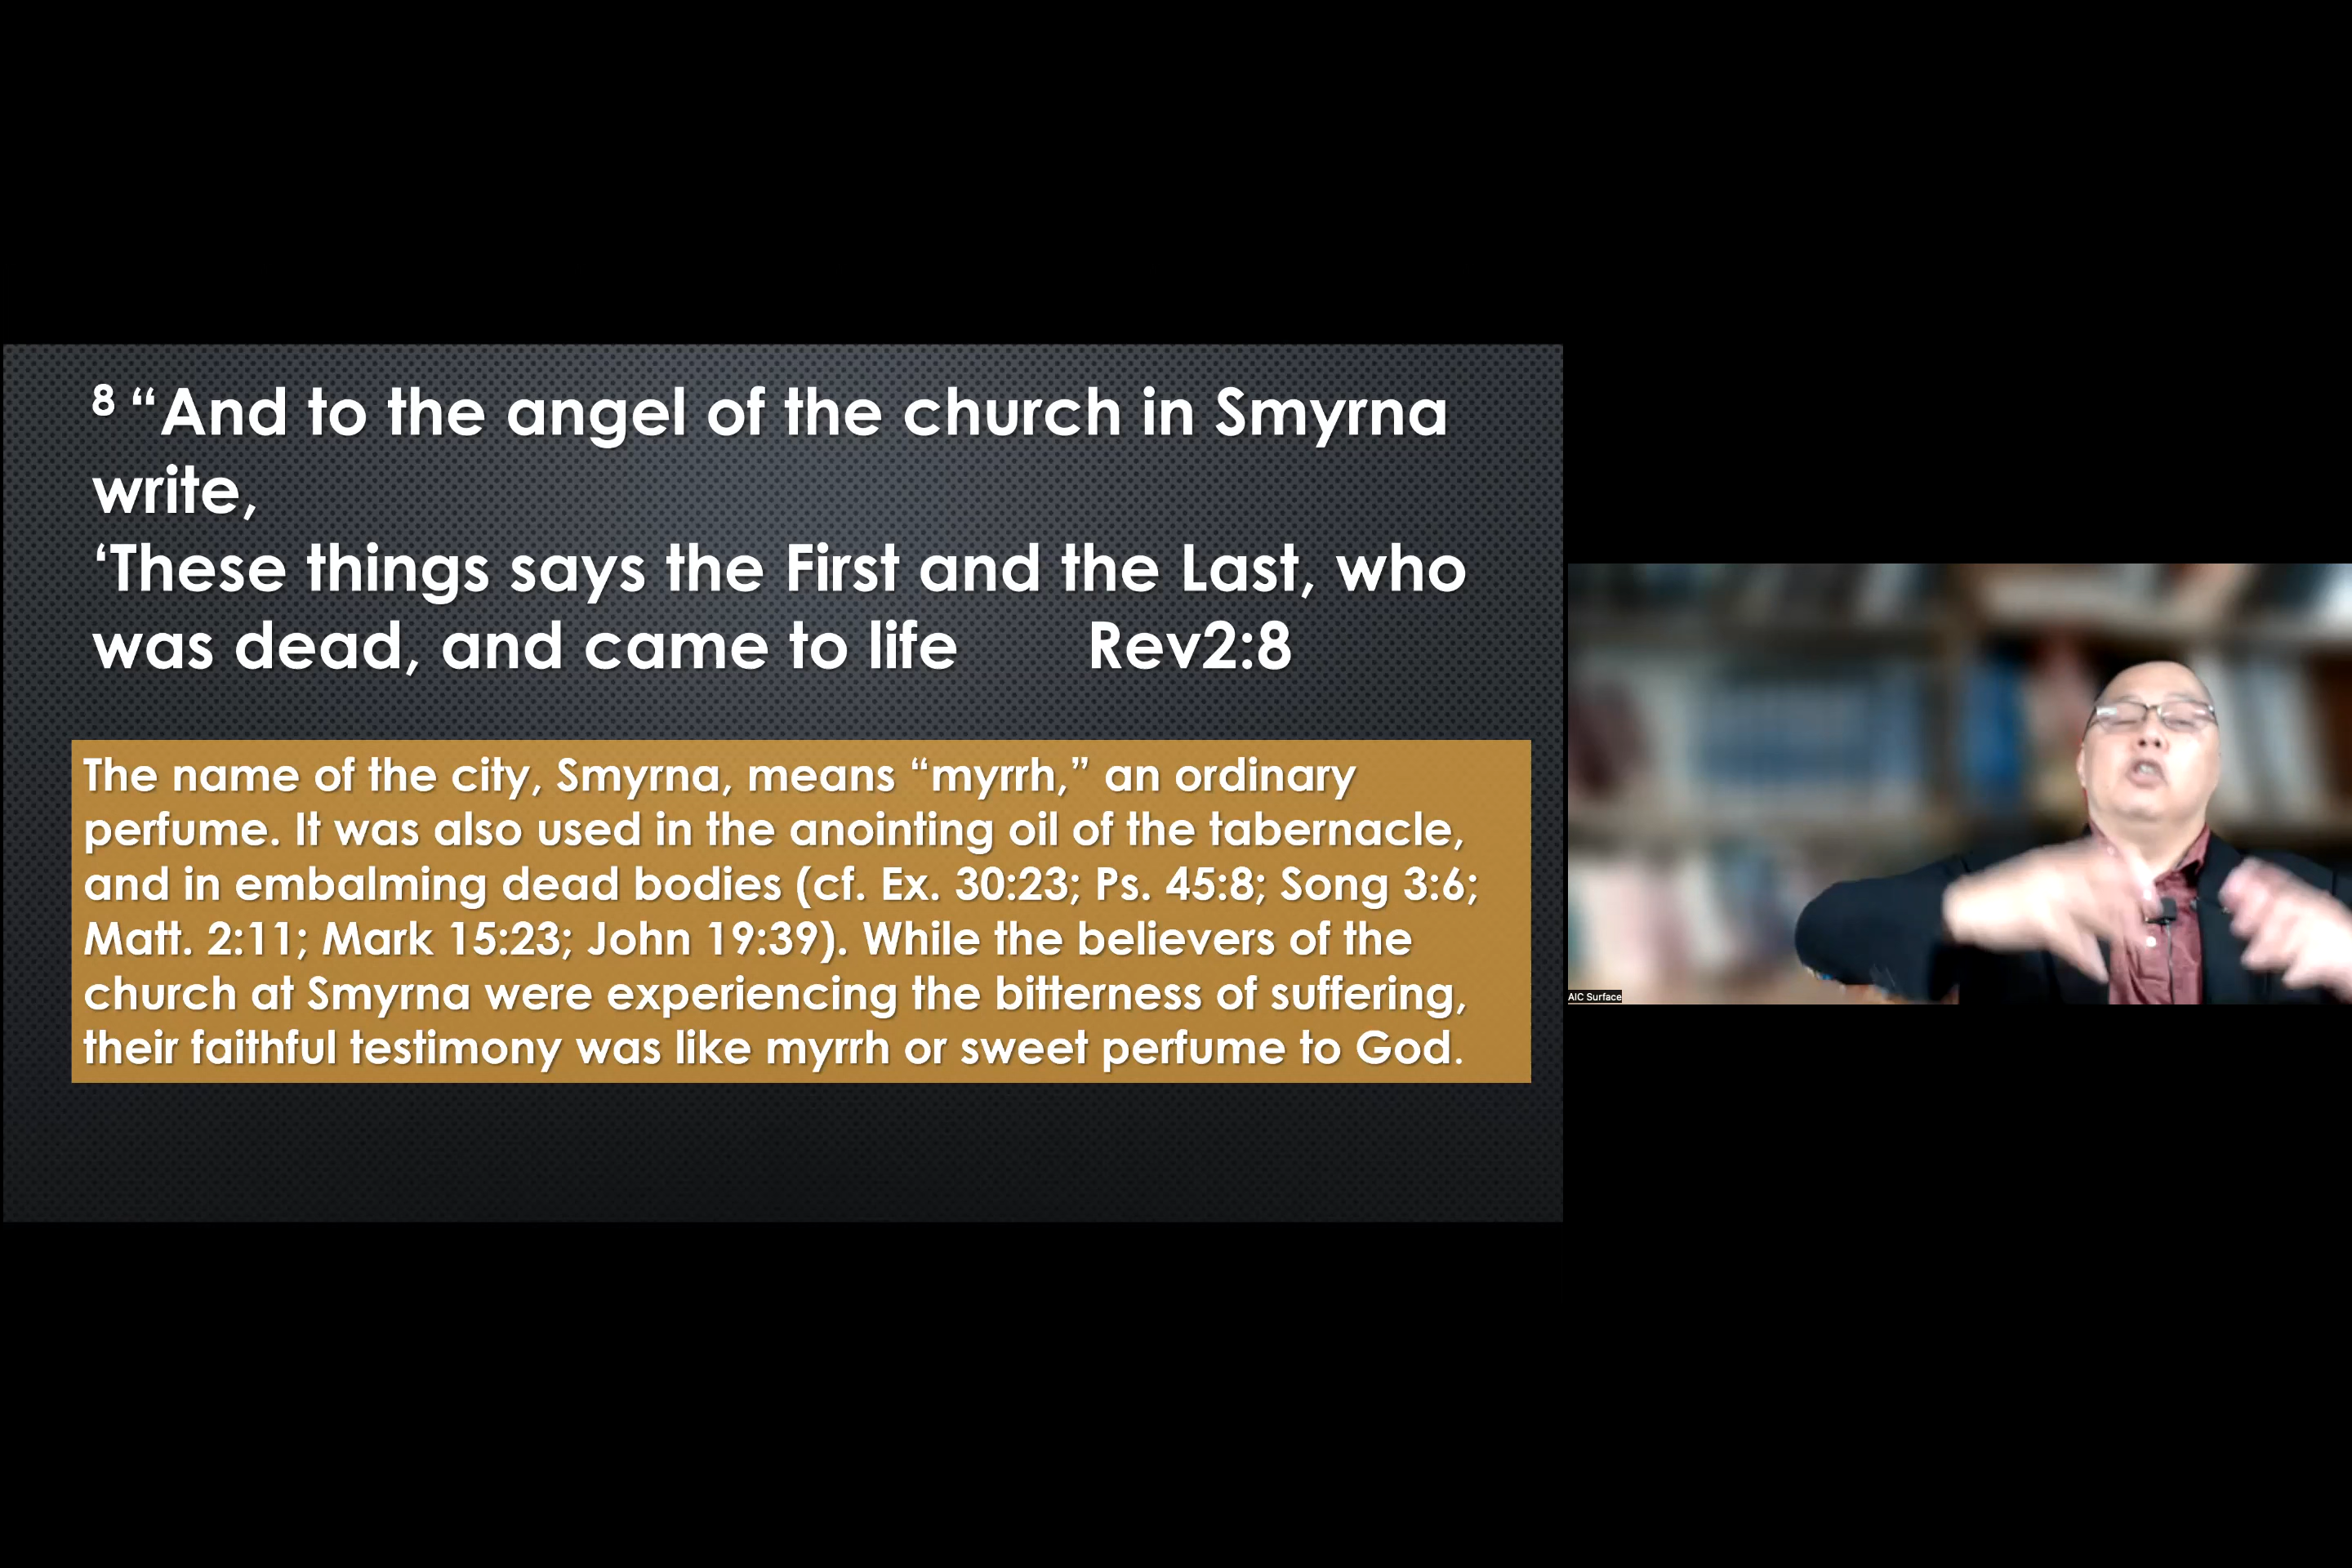 8 “And to the angel of the church in Smyrna
write,
‘These things says the First and the Last, who
was dead, and came to life Rev2:8
The name of the city, Smyrna, means “myrrh,” an ordinary
perfume. It was also used in the anointing oil of the tabernacle,
and in embalming dead bodies (cf. Ex. 30:23; Ps. 45:8; Song 3:6;
Matt. 2:11; Mark 15:23; John 19:39). While the believers of the
church at Smyrna were experiencing the bitterness of suffering,
their faithful testimony was like myrrh or sweet perfume to God.
AIC Surface